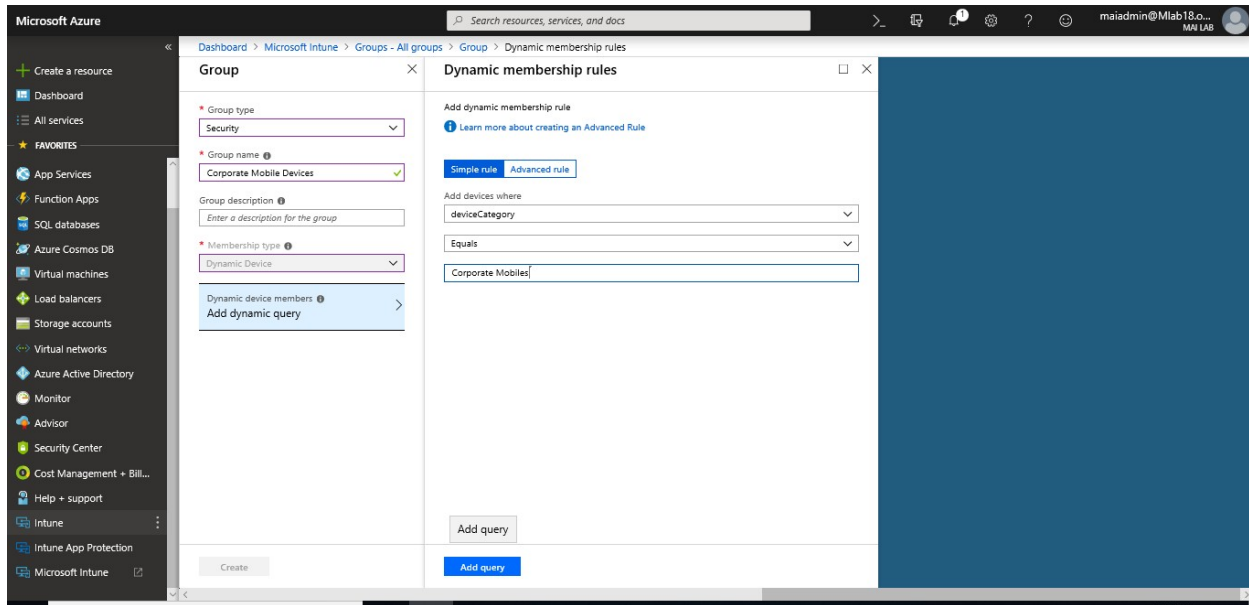 Microsoft Azure
Search resources, services, and docs
1
maiadmin@Mlab18.o...
MAI LAB
Dashboard > Microsoft Intune > Groups - All groups > Group > Dynamic membership rules
Create a resource
Dashboard
All services
FAVORITES
App Services
Function Apps
SQL databases
Azure Cosmos DB
Virtual machines
Load balancers
Storage accounts
Virtual networks
Azure Active Directory
Monitor
Advisor
Security Center
Cost Management + Bill...
Help + support
Intune
Intune App Protection
Microsoft Intune
Group
* Group type
Security
* Group name
Corporate Mobile Devices
Group description
Enter a description for the group
* Membership type
Dynamic Device
Dynamic device members
Add dynamic query
Create
Dynamic membership rules
Add dynamic membership rule
Learn more about creating an Advanced Rule
Simple rule Advanced rule
Add devices where
deviceCategory
Equals
Corporate Mobiles
Add query
Add query